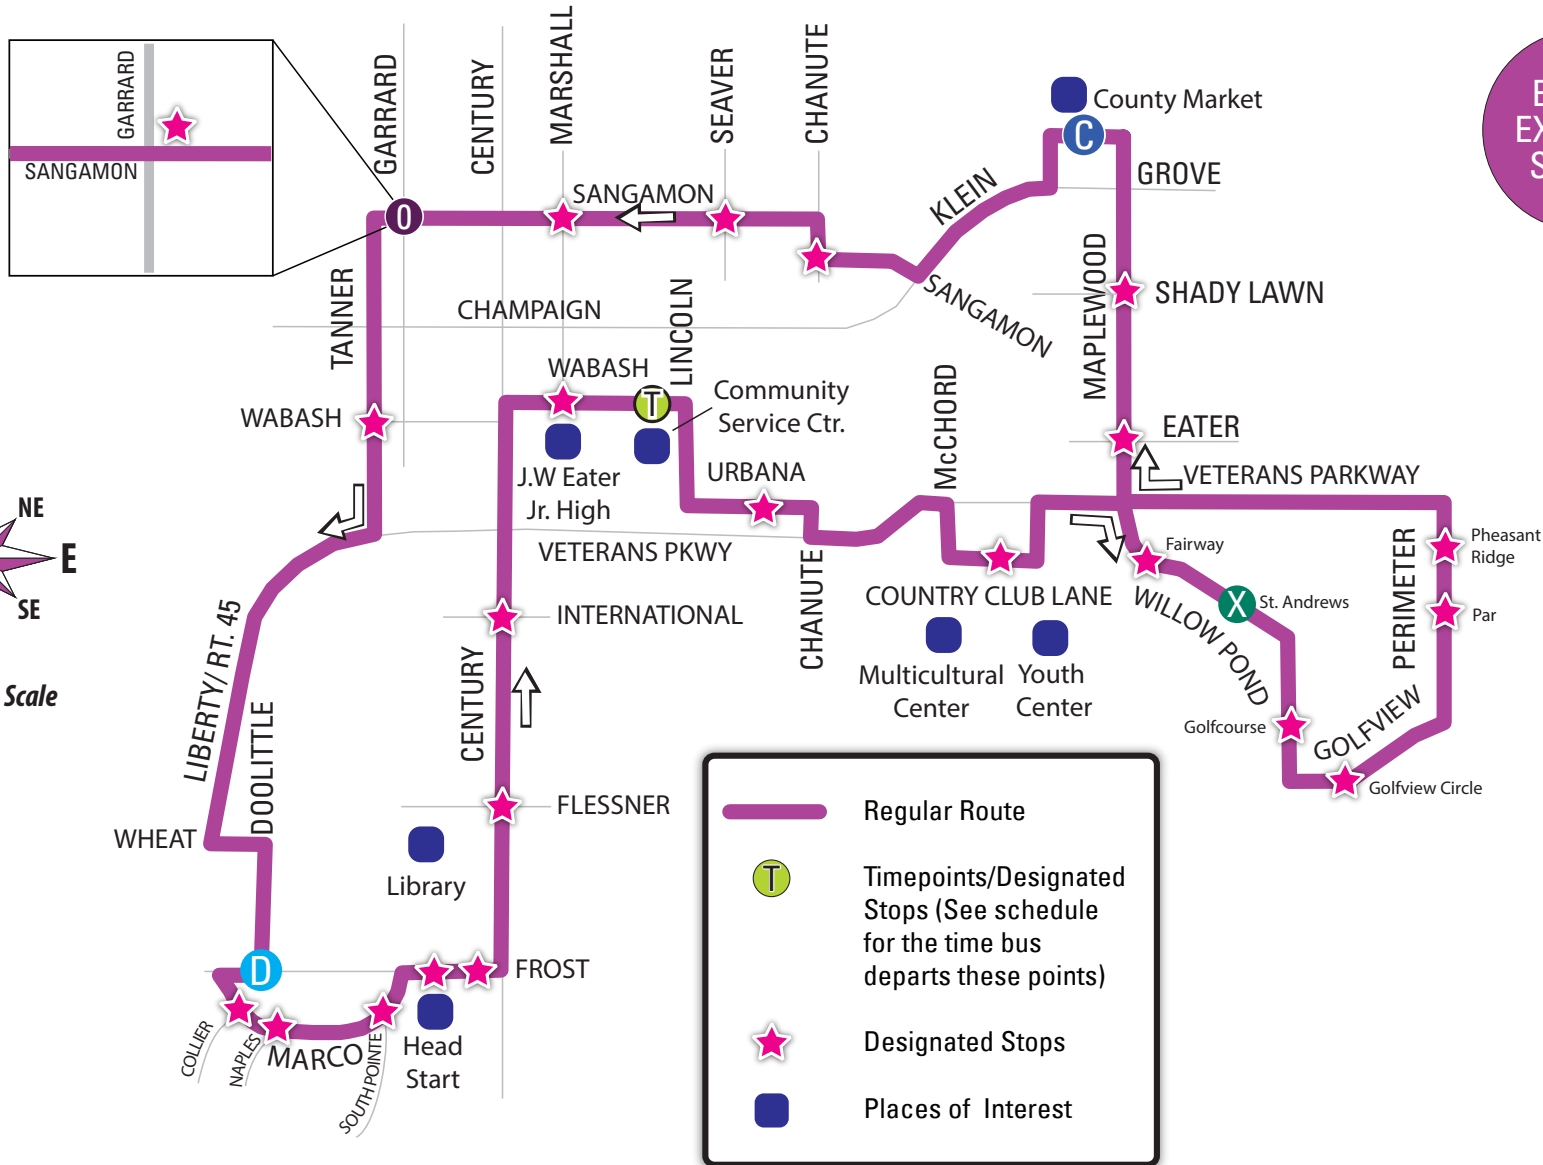 GARRARD
SANGAMON
GARRARD
CENTURY
MARSHALL
SEAVER
CHANUTE
County Market
C
GROVE
KLEIN
SANGAMON
O
TANNER
CHAMPAIGN
LINCOLN
SANGAMON
MAPLEWOOD
SHADY LAWN
WABASH
WABASH
T
Community
Service Ctr.
McCHORD
EATER
J.W Eater
Jr. High
URBANA
VETERANS PARKWAY
NE
E
SE
Scale
VETERANS PKWY
CHANUTE
Fairway
Pheasant
Ridge
PERIMETER
COUNTRY CLUB LANE
WILLOW POND
X
St. Andrews
Par
INTERNATIONAL
LIBERTY/ RT. 45
DOOLITTLE
CENTURY
Multicultural
Center
Youth
Center
Golfcourse
GOLFVIEW
Golfview Circle
FLESSNER
WHEAT
Library
D
FROST
COLLIER
NAPLES
MARCO
SOUTH POINTE
Head
Start
Regular Route
T
Timepoints/Designated
Stops (See schedule
for the time bus
departs these points)
Designated Stops
Places of Interest